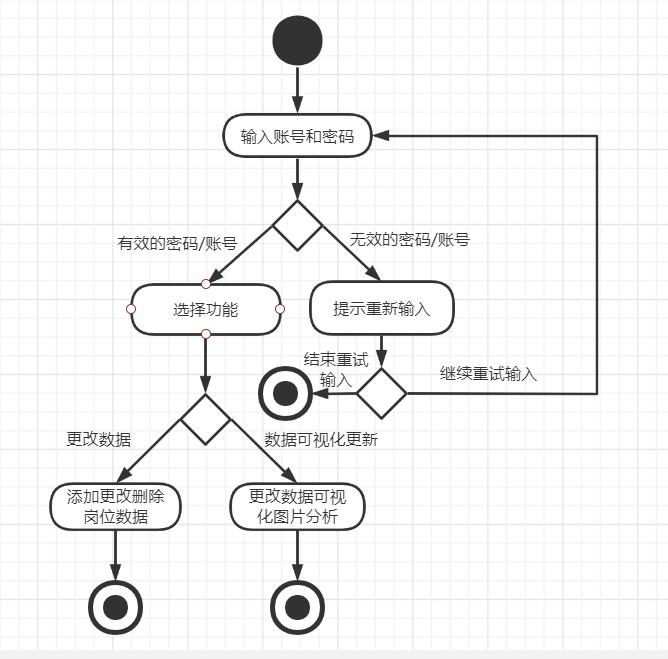 输入账号和密码
有效的密码/账号
无效的密码/账号
选择功能
提示重新输入
结束重试
输入
继续重试输入
更改数据
数据可视化更新
添加更改删除
岗位数据
更改数据可视
化图片分析